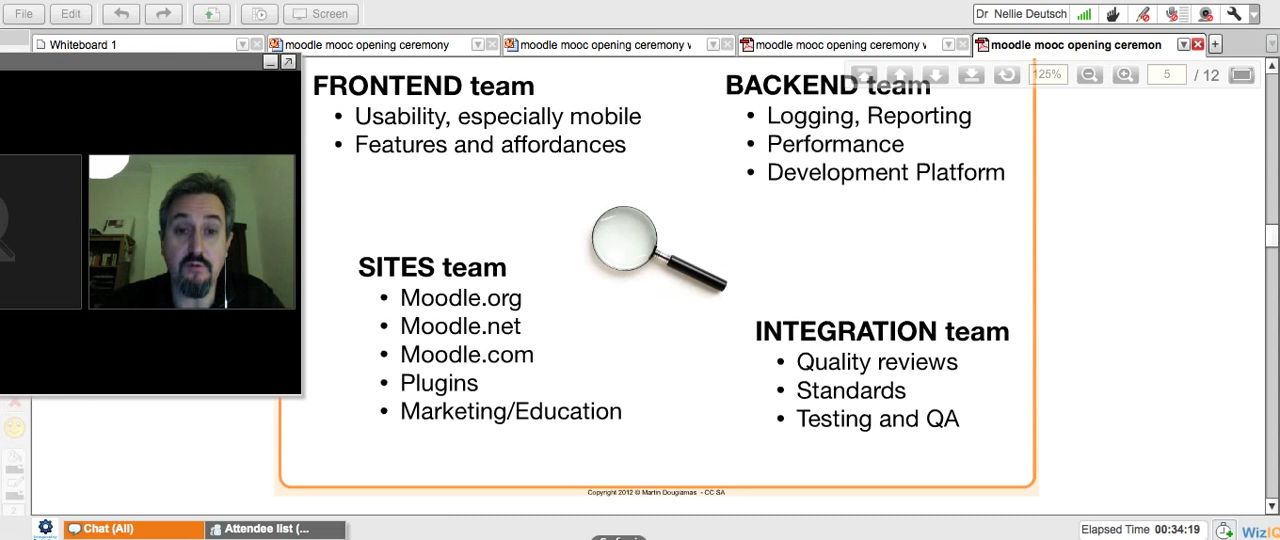 File
Edit
Screen
Dr Nellie Deutsch
Whiteboard 1
moodle mooc opening ceremony
moodle mooc opening ceremony v
moodle mooc opening ceremony v
moodle mooc opening ceremon
125%
5
/ 12
FRONTEND team
• Usability, especially mobile
• Features and affordances
BACKEND team
• Logging, Reporting
• Performance
• Development Platform
SITES team
• Moodle.org
• Moodle.net
• Moodle.com
• Plugins
• Marketing/Education
INTEGRATION team
• Quality reviews
• Standards
• Testing and QA
Copyright 2012 © Martin Dougiamas - CC SA
2
Chat (All)
Attendee list (...
Elapsed Time 00:34:19
WizIQ